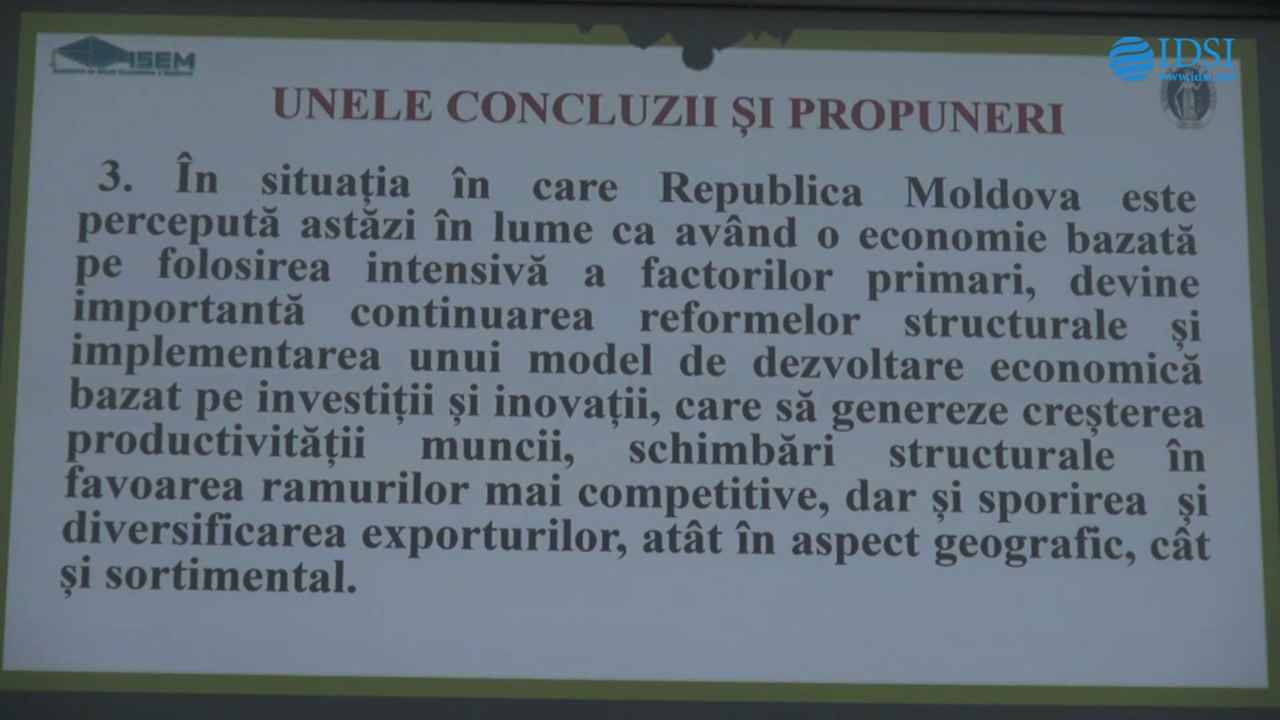 IDSI
www.idsi.md
UNELE CONCLUZII ȘI PROPUNERI
3. În situația în care Republica Moldova este
percepută astăzi în lume ca având o economie bazată
pe folosirea intensivă a factorilor primari, devine
importantă continuarea reformelor structurale și
implementarea unui model de dezvoltare economică
bazat pe investiții și inovații, care să genereze creșterea
productivității muncii, schimbări structurale în
favoarea ramurilor mai competitive, dar și sporirea și
diversificarea exporturilor, atât în aspect geografic, cât
și sortimental.